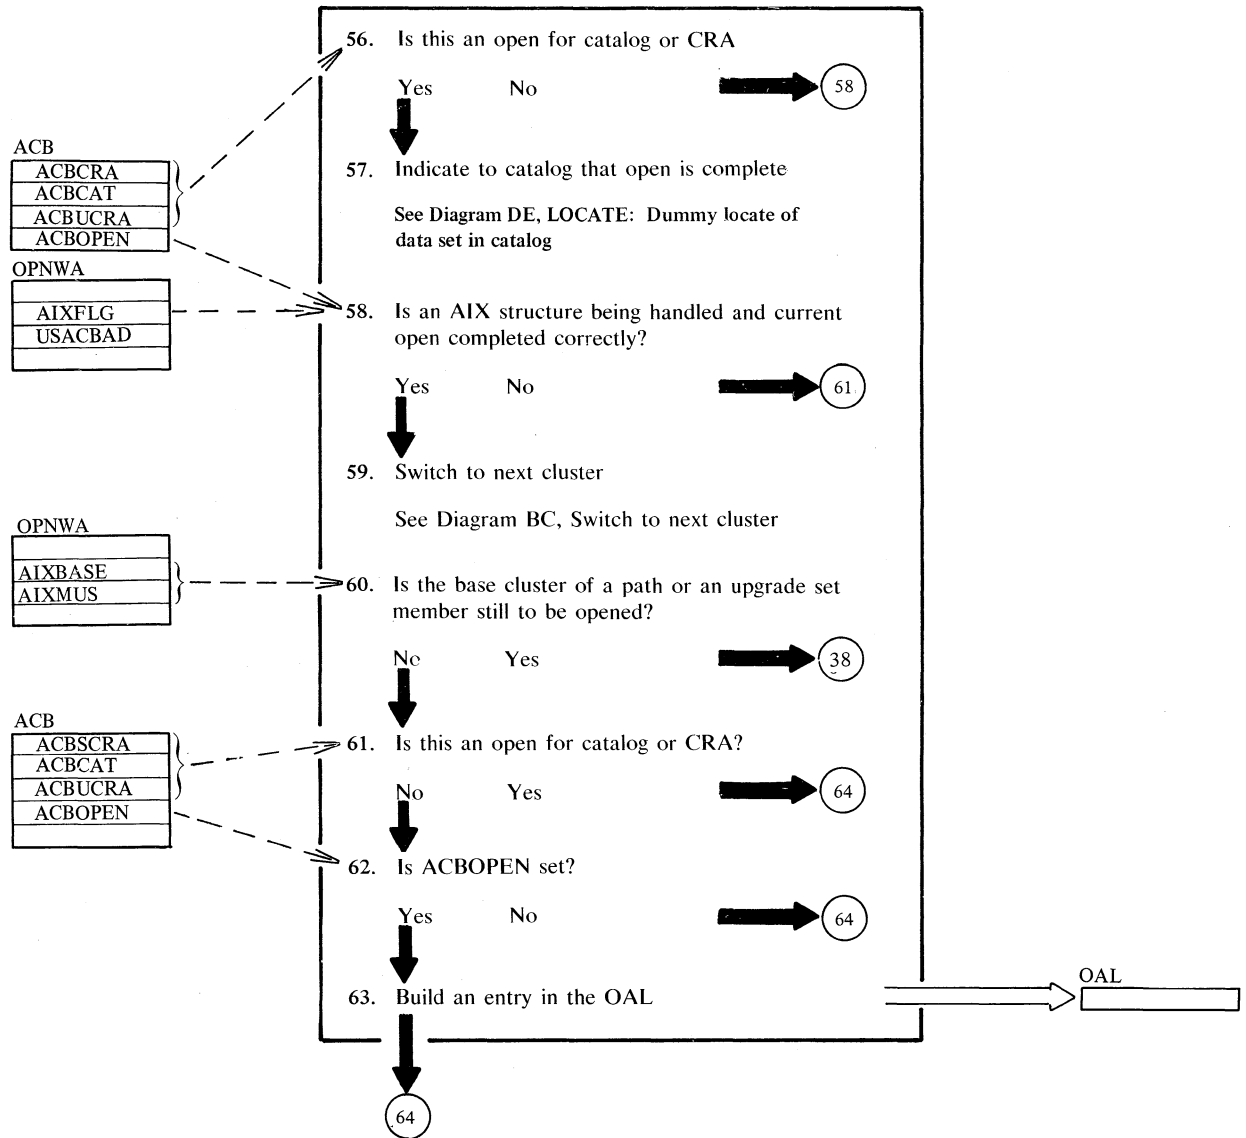 56. Is this an open for catalog or CRA
Yes No 58
ACB
ACBCRA
ACBCAT
ACBUCRA
ACBOPEN
57. Indicate to catalog that open is complete
See Diagram DE, LOCATE: Dummy locate of
data set in catalog
OPNWA
AIXFLG
USACBAD
58. Is an AIX structure being handled and current
open completed correctly?
Yes No 61
59. Switch to next cluster
See Diagram BC, Switch to next cluster
OPNWA
AIXBASE
AIXMUS
60. Is the base cluster of a path or an upgrade set
member still to be opened?
No Yes 38
ACB
ACBSCRA
ACBCAT
ACBUCRA
ACBOPEN
61. Is this an open for catalog or CRA?
No Yes 64
62. Is ACBOPEN set?
Yes No 64
63. Build an entry in the OAL
OAL
64